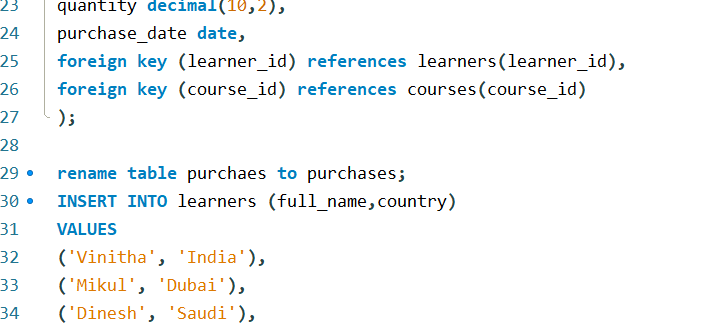 23 quantity decimal(10,2),
24 purchase_date date,
25 foreign key (learner_id) references learners(learner_id),
26 foreign key (course_id) references courses(course_id)
27 );
28
29 rename table purchaes to purchases;
30 INSERT INTO learners (full_name,country)
31 VALUES
32 ('Vinitha', 'India'),
33 ('Mikul', 'Dubai'),
34 ('Dinesh', 'Saudi'),